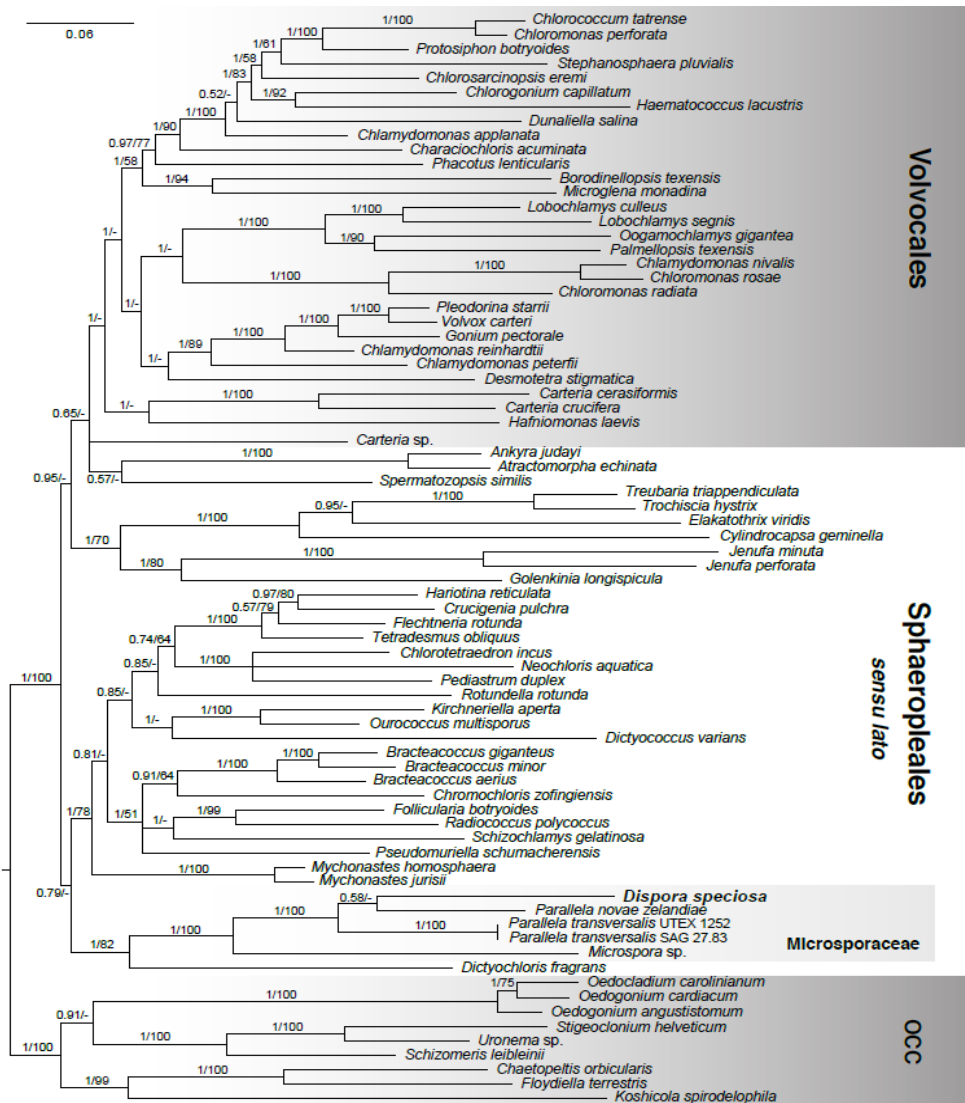 0.06
1/100
Chlorococcum tatrense
1/100
Chloromonas perforata
1/61
Protosiphon botryoides
1/58
Stephanosphaera pluvialis
1/83
Chlorosarcinopsis eremi
1/92
Chlorogonium capillatum
0.52/-
Haematococcus lacustris
1/100
Dunaliella salina
1/90
Chlamydomonas applanata
0.97/77
Characiochloris acuminata
1/58
Phacotus lenticularis
1/94
Borodinellopsis texensis
Microglena monadina
1/100
Lobochlamys culleus
1/100
Lobochlamys segnis
1/90
Oogamochlamys gigantea
1/-
Palmellopsis texensis
1/-
1/100
Chlamydomonas nivalis
1/100
Chloromonas rosae
Chloromonas radiata
1/-
1/100
Pleodorina starrii
1/-
1/100
Volvox carteri
1/100
Gonium pectorale
1/89
Chlamydomonas reinhardtii
1/-
Chlamydomonas peterfii
Desmotetra stigmatica
1/100
Carteria cerasiformis
1/-
Carteria crucifera
0.65/-
Hafniomonas laevis
Carteria sp.
Volvocales
1/100
Ankyra judayi
0.95/-
Atractomorpha echinata
0.57/-
Spermatozopsis similis
1/100
Treubaria triappendiculata
0.95/-
Trochiscia hystrix
1/100
Elakatothrix viridis
1/70
Cylindrocapsa geminella
1/100
Jenufa minuta
1/80
Jenufa perforata
Golenkinia longispicula
0.97/80
Hariotina reticulata
0.57/79
Crucigenia pulchra
1/100
Flechtneria rotunda
0.74/64
Tetradesmus obliquus
1/100
Chlorotetraedron incus
0.85/-
Neochloris aquatica
Pediastrum duplex
0.85/-
Rotundella rotunda
1/100
1/100
Kirchneriella aperta
1/-
Ourococcus multisporus
Dictyococcus varians
0.81/-
1/100
Bracteacoccus giganteus
1/100
Bracteacoccus minor
0.91/64
Bracteacoccus aerius
Chromochloris zofingiensis
1/78
1/51
1/99
Follicularia botryoides
1/-
Radiococcus polycoccus
Schizochlamys gelatinosa
Pseudomuriella schumacherensis
1/100
Mychonastes homosphaera
0.79/-
Mychonastes jurisii
Sphaeropleales
sensu lato
0.58/-
Dispora speciosa
1/100
Parallela novae zelandiae
1/100
1/100
Parallela transversalis UTEX 1252
Parallela transversalis SAG 27.83
1/82
Microspora sp.
Microsporaceae
Dictyochloris fragrans
1/75
Oedocladium carolinianum
1/100
Oedogonium cardiacum
0.91/-
Oedogonium angustistomum
1/100
Stigeoclonium helveticum
1/100
Uronema sp.
1/100
Schizomeris leibleinii
1/100
Chaetopeltis orbicularis
1/99
Floydiella terrestris
Koshicola spirodelophila
OCC